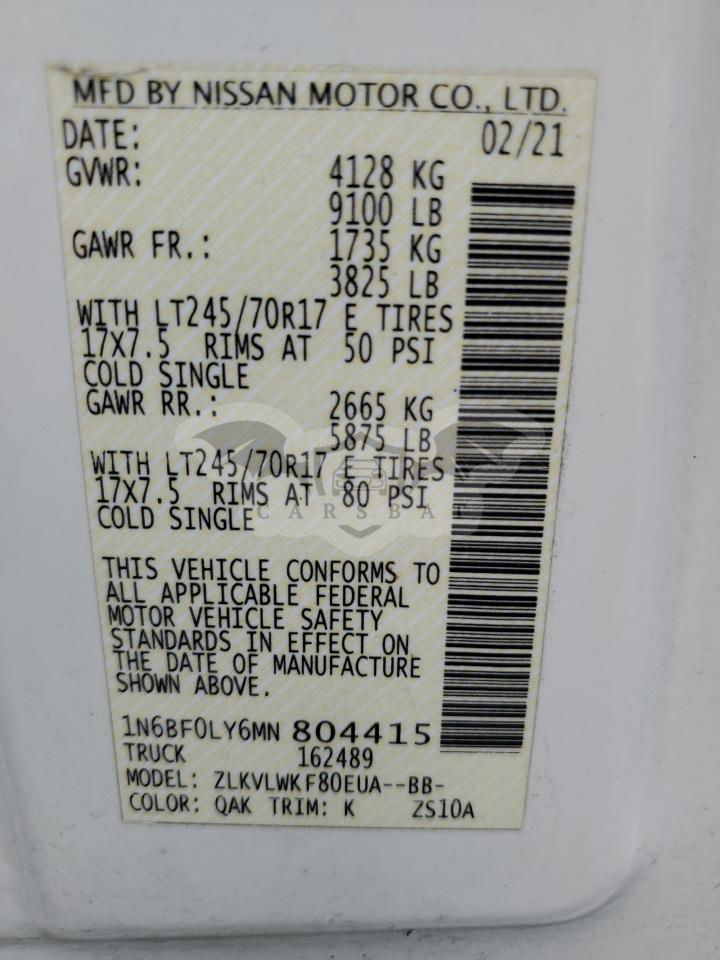 MFD BY NISSAN MOTOR CO., LTD.
DATE: 02/21
GVWR: 4128 KG
9100 LB
GAWR FR.: 1735 KG
3825 LB
WITH LT245/70R17 E TIRES
17X7.5 RIMS AT 50 PSI
COLD SINGLE
GAWR RR.: 2665 KG
5875 LB
WITH LT245/70R17 E TIRES
17X7.5 RIMS AT 80 PSI
CARSBAT
COLD SINGLE
THIS VEHICLE CONFORMS TO
ALL APPLICABLE FEDERAL
MOTOR VEHICLE SAFETY
STANDARDS IN EFFECT ON
THE DATE OF MANUFACTURE
SHOWN ABOVE.
1N6BF0LY6MN 804415
TRUCK 162489
MODEL: ZLKVLWKF80EUA--BB-
COLOR: QAK TRIM: K ZS10A